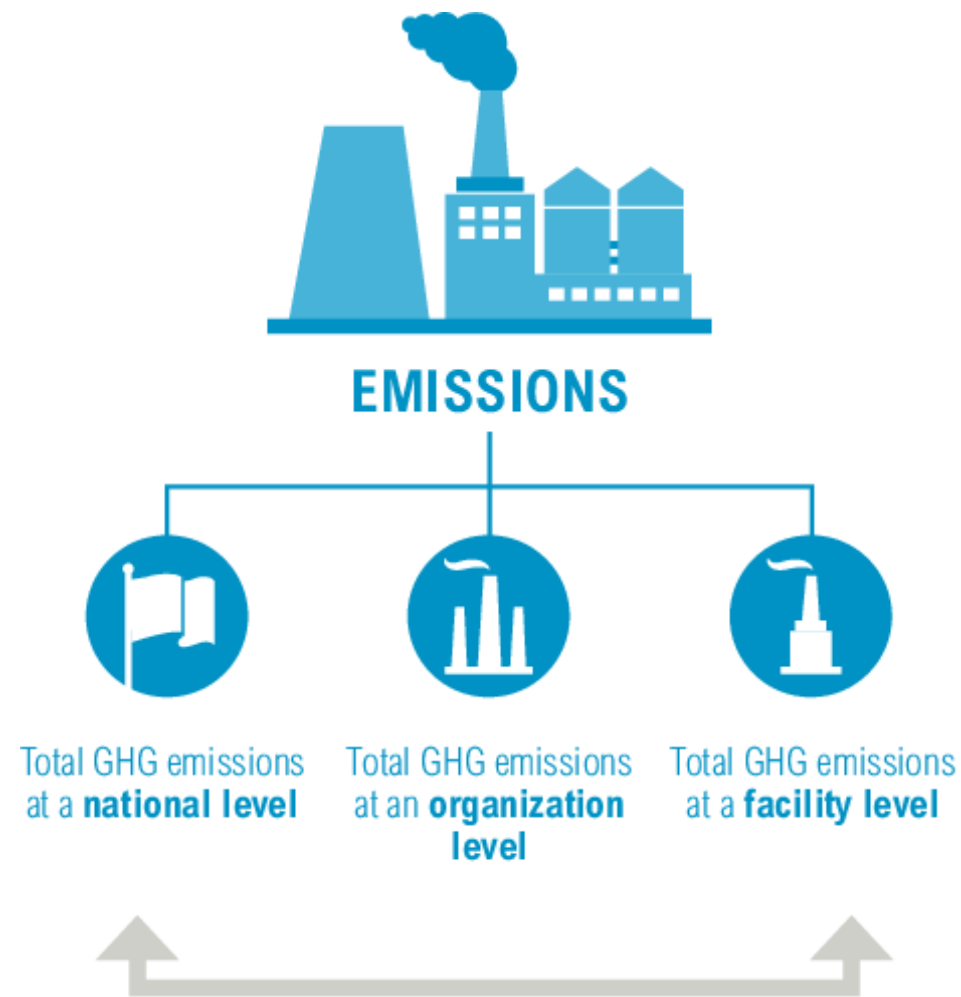 EMISSIONS
Total GHG emissions
at a national level
Total GHG emissions
at an organization
level
Total GHG emissions
at a facility level